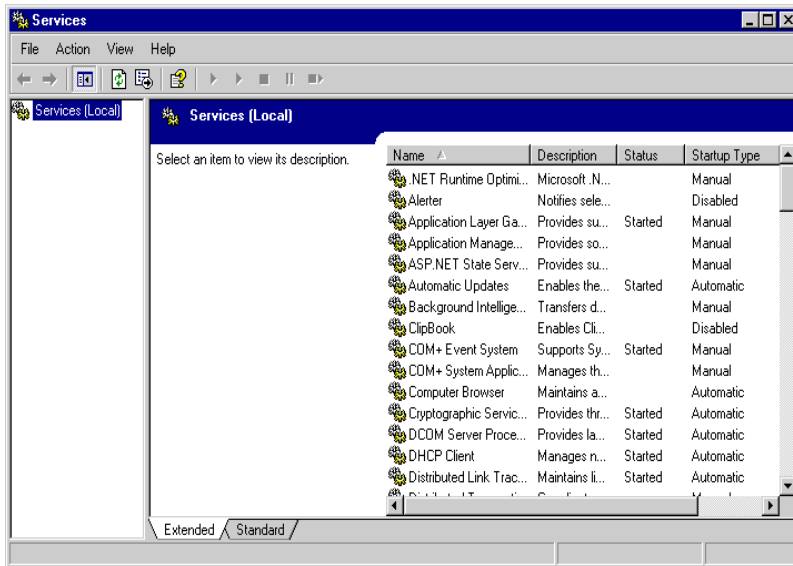 Services
File Action View Help
Services (Local)
Services (Local)
Select an item to view its description.
Name Description Status Startup Type
.NET Runtime Optimi... Microsoft .N... Manual
Alerter Notifies sele... Disabled
Application Layer Ga... Provides su... Started Manual
Application Manage... Provides so... Manual
ASP.NET State Serv... Provides su... Manual
Automatic Updates Enables the... Started Automatic
Background Intellige... Transfers d... Manual
ClipBook Enables Cli... Disabled
COM+ Event System Supports Sy... Started Manual
COM+ System Applic... Manages th... Manual
Computer Browser Maintains a... Automatic
Cryptographic Servic... Provides thr... Started Automatic
DCOM Server Proce... Provides la... Started Automatic
DHCP Client Manages n... Started Automatic
Distributed Link Trac... Maintains li... Started Automatic
Extended Standard